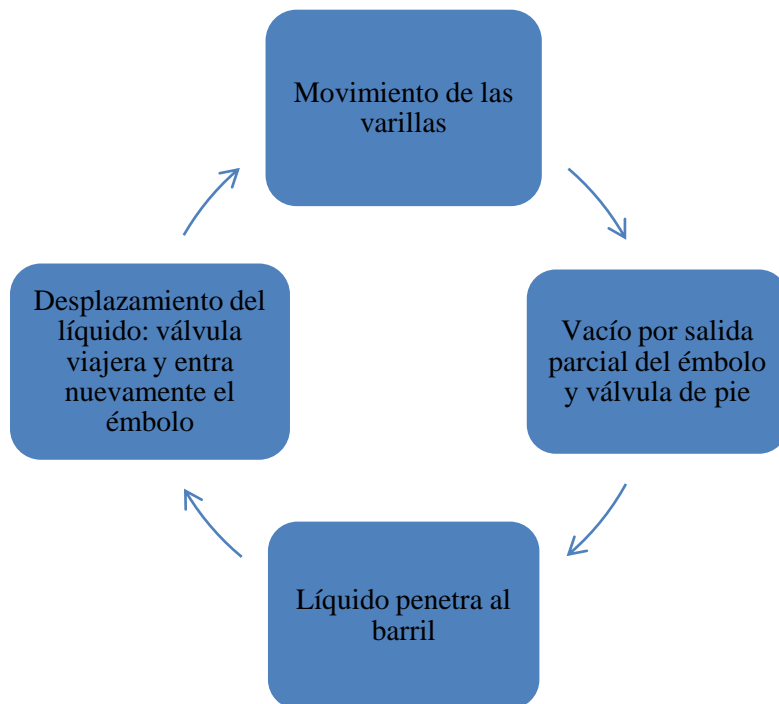 Movimiento de las
varillas
Vacío por salida
parcial del émbolo
y válvula de pie
Líquido penetra al
barril
Desplazamiento del
líquido: válvula
viajera y entra
nuevamente el
émbolo